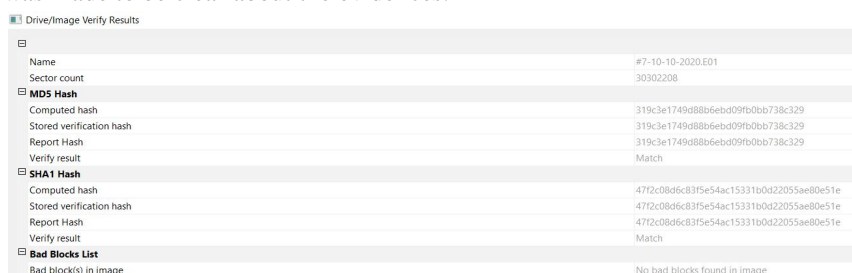 Drive/Image Verify Results
Name #7-10-10-2020.E01
Sector count 30302208
MD5 Hash
Computed hash 319c3e1749d88b6ebd09fb0bb738c329
Stored verification hash 319c3e1749d88b6ebd09fb0bb738c329
Report Hash 319c3e1749d88b6ebd09fb0bb738c329
Verify result Match
SHA1 Hash
Computed hash 47f2c08d6c83f5e54ac15331b0d22055ae80e51e
Stored verification hash 47f2c08d6c83f5e54ac15331b0d22055ae80e51e
Report Hash 47f2c08d6c83f5e54ac15331b0d22055ae80e51e
Verify result Match
Bad Blocks List
Bad block(s) in image No bad blocks found in image